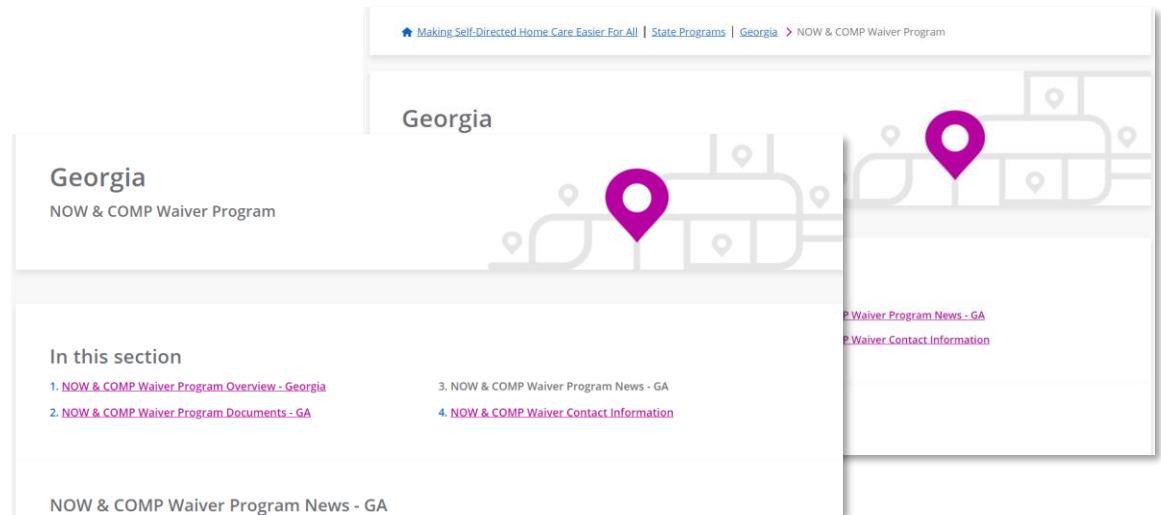 Making Self-Directed Home Care Easier For All | State Programs | Georgia > NOW & COMP Waiver Program
Georgia
P Waiver Program News - GA
P Waiver Contact Information
Georgia
NOW & COMP Waiver Program
In this section
1. NOW & COMP Waiver Program Overview - Georgia
2. NOW & COMP Waiver Program Documents - GA
3. NOW & COMP Waiver Program News - GA
4. NOW & COMP Waiver Contact Information
NOW & COMP Waiver Program News - GA